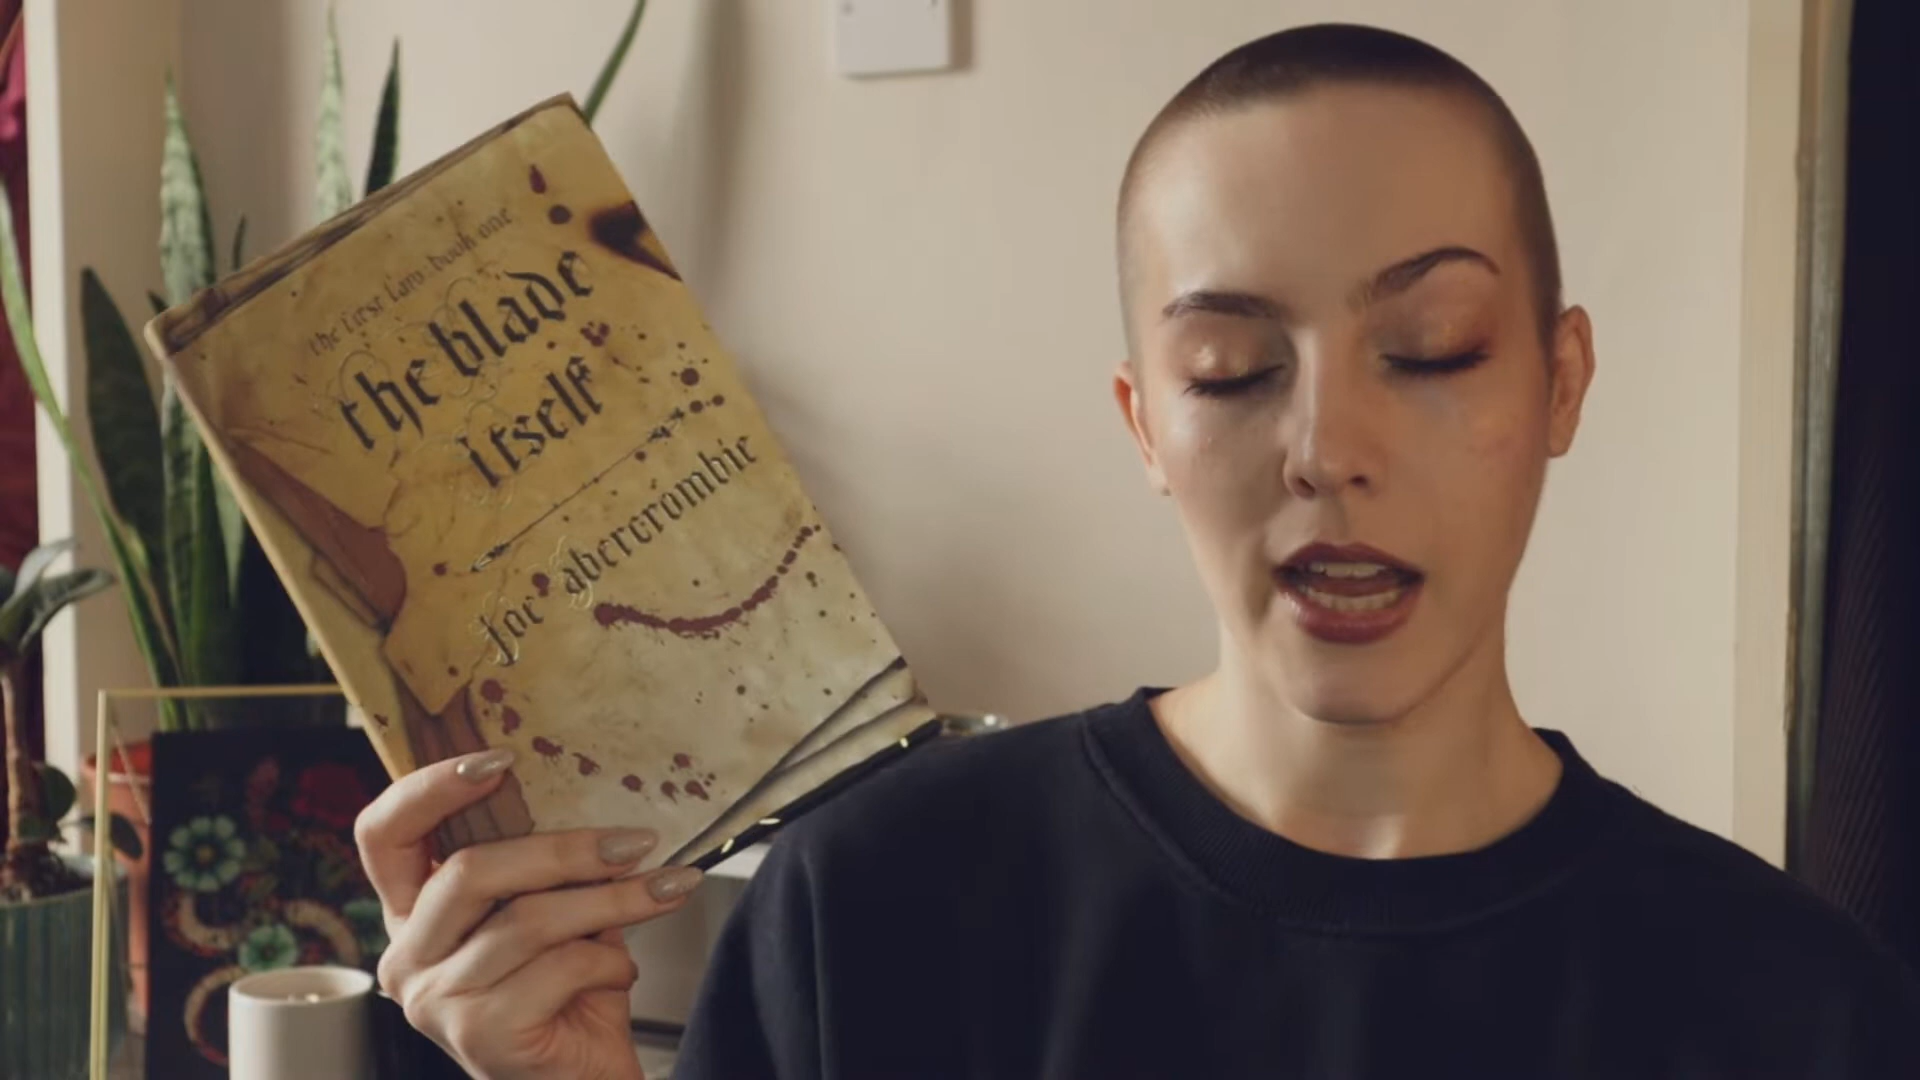 the first law: book one
the blade
itself
joe abercrombie